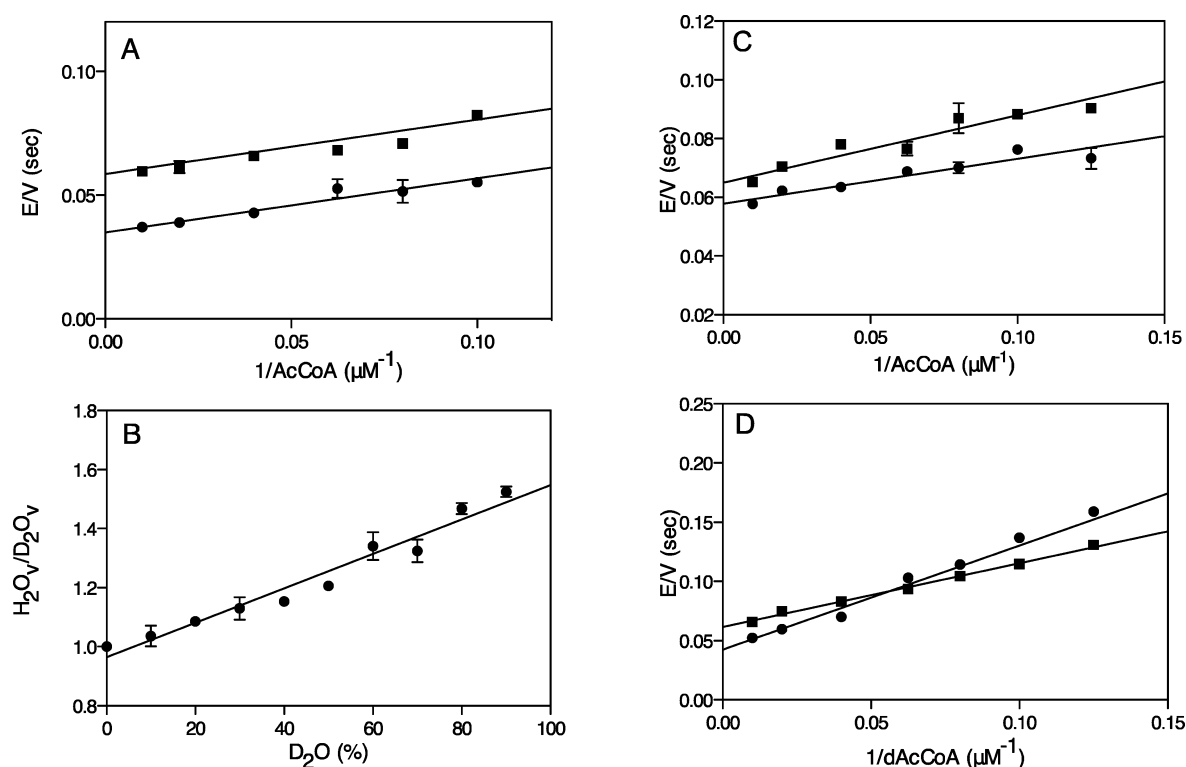 A
E/V (sec)
0.10
0.05
0.00
0.00 0.05 0.10
1/AcCoA (µM-1)
C
E/V (sec)
0.12
0.10
0.08
0.06
0.04
0.02
0.00 0.05 0.10 0.15
1/AcCoA (µM-1)
B
H2Ov/D2Ov
1.8
1.6
1.4
1.2
1.0
0.8
0 20 40 60 80 100
D2O (%)
D
E/V (sec)
0.25
0.20
0.15
0.10
0.05
0.00
0.00 0.05 0.10 0.15
1/dAcCoA (µM-1)